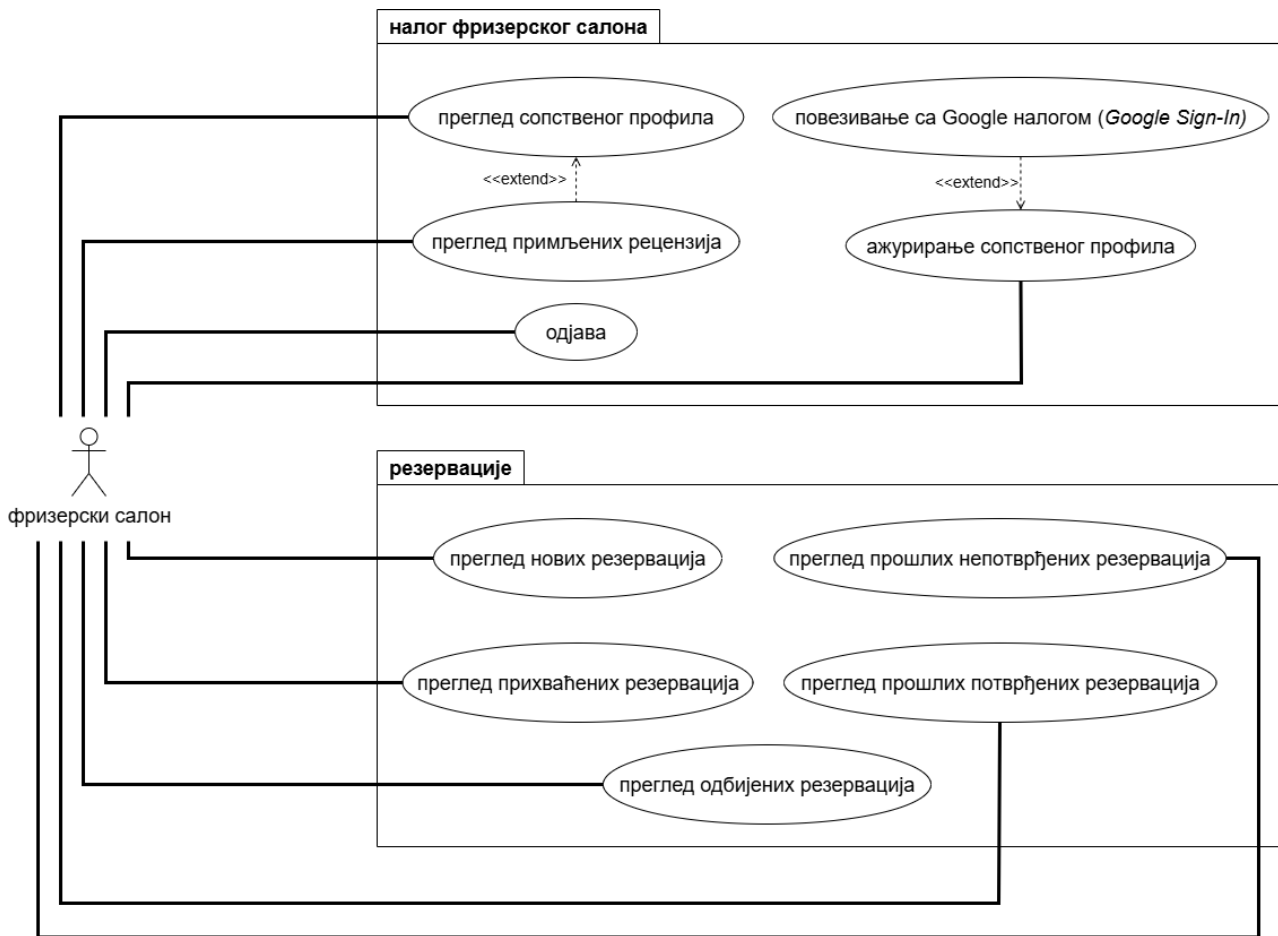 налог фризерског салона
преглед сопственог профила
повезивање са Google налогом (Google Sign-In)
<<extend>>
<<extend>>
преглед примљених рецензија
ажурирање сопственог профила
одјава
фризерски салон
резервације
преглед нових резервација
преглед прошлих непотврђених резервација
преглед прихваћених резервација
преглед прошлих потврђених резервација
преглед одбијених резервација